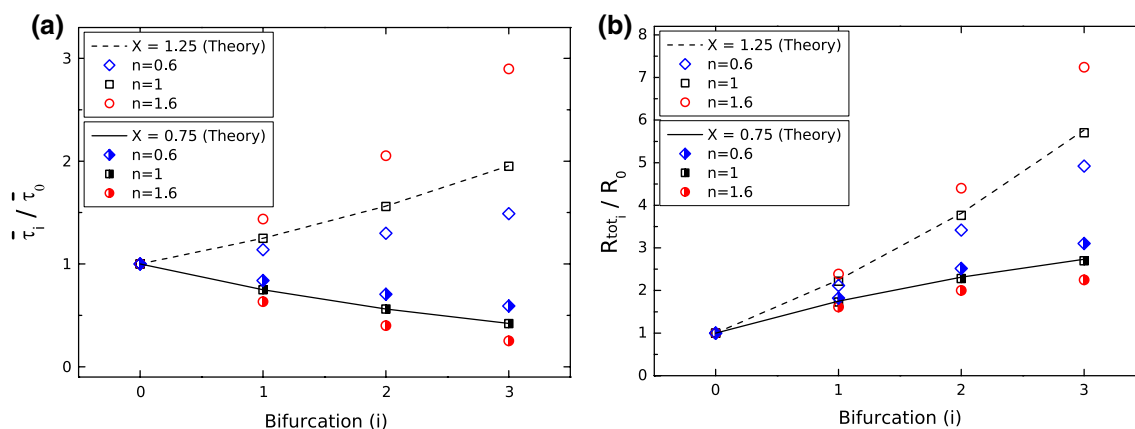 (a)
X = 1.25 (Theory)
n=0.6
n=1
n=1.6
X = 0.75 (Theory)
n=0.6
n=1
n=1.6
τ̄i / τ̄0
3
2
1
0
0 1 2 3
Bifurcation (i)
(b)
X = 1.25 (Theory)
n=0.6
n=1
n=1.6
X = 0.75 (Theory)
n=0.6
n=1
n=1.6
Rtot.i / R0
8
7
6
5
4
3
2
1
0
0 1 2 3
Bifurcation (i)